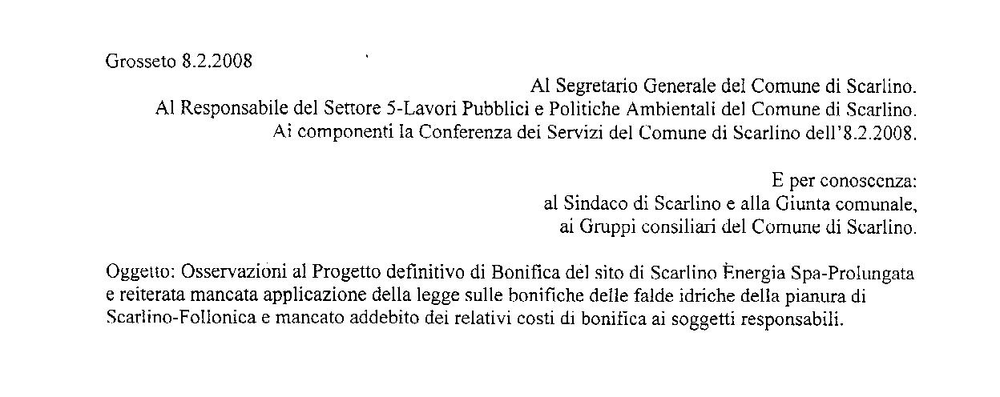 Grosseto 8.2.2008
Al Segretario Generale del Comune di Scarlino.
Al Responsabile del Settore 5-Lavori Pubblici e Politiche Ambientali del Comune di Scarlino.
Ai componenti la Conferenza dei Servizi del Comune di Scarlino dell'8.2.2008.
E per conoscenza:
al Sindaco di Scarlino e alla Giunta comunale,
ai Gruppi consiliari del Comune di Scarlino.
Oggetto: Osservazioni al Progetto definitivo di Bonifica del sito di Scarlino Energia Spa-Prolungata
e reiterata mancata applicazione della legge sulle bonifiche delle falde idriche della pianura di
Scarlino-Follonica e mancato addebito dei relativi costi di bonifica ai soggetti responsabili.